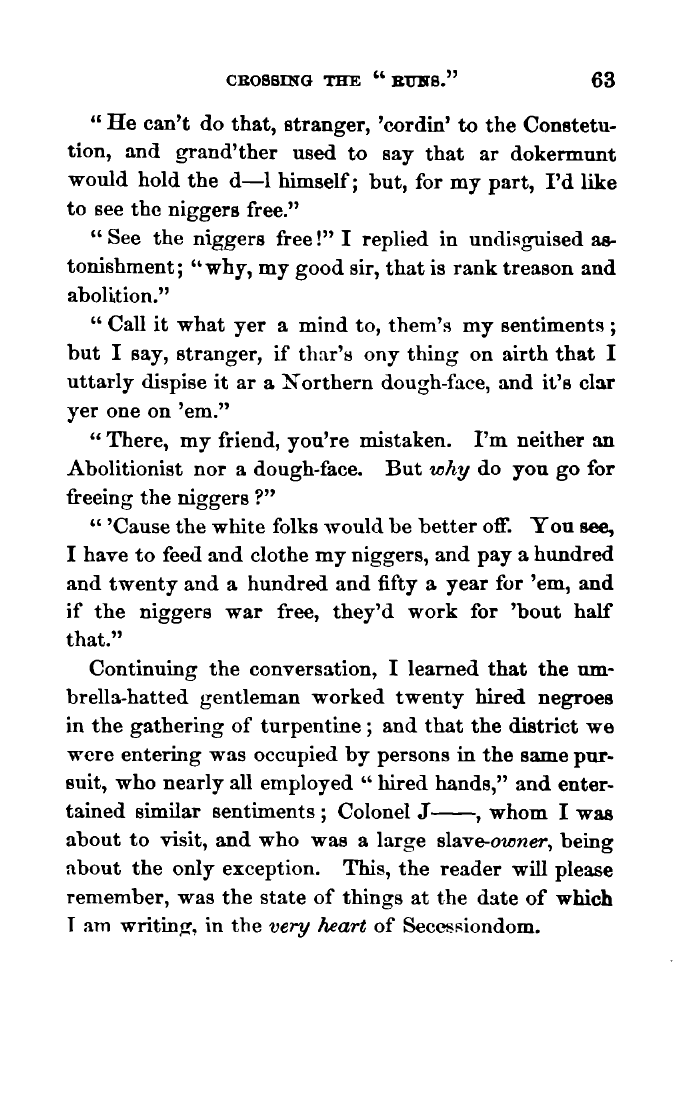 CROSSING THE “ RUNS.” 63
“ He can’t do that, stranger, ’cordin’ to the Constetu-
tion, and grand’ther used to say that ar dokermunt
would hold the d—l himself; but, for my part, I’d like
to see the niggers free.”
“ See the niggers free!” I replied in undisguised as-
tonishment; “why, my good sir, that is rank treason and
abolition.”
“ Call it what yer a mind to, them’s my sentiments ;
but I say, stranger, if thar’s ony thing on airth that I
uttarly dispise it ar a Northern dough-face, and it’s clar
yer one on ’em.”
“ There, my friend, you’re mistaken. I’m neither an
Abolitionist nor a dough-face. But why do you go for
freeing the niggers ?”
“ ’Cause the white folks would be better off. You see,
I have to feed and clothe my niggers, and pay a hundred
and twenty and a hundred and fifty a year for ’em, and
if the niggers war free, they’d work for ’bout half
that.”
Continuing the conversation, I learned that the um-
brella-hatted gentleman worked twenty hired negroes
in the gathering of turpentine ; and that the district we
were entering was occupied by persons in the same pur-
suit, who nearly all employed “ hired hands,” and enter-
tained similar sentiments ; Colonel J——, whom I was
about to visit, and who was a large slave-owner, being
about the only exception. This, the reader will please
remember, was the state of things at the date of which
I am writing, in the very heart of Secessiondom.